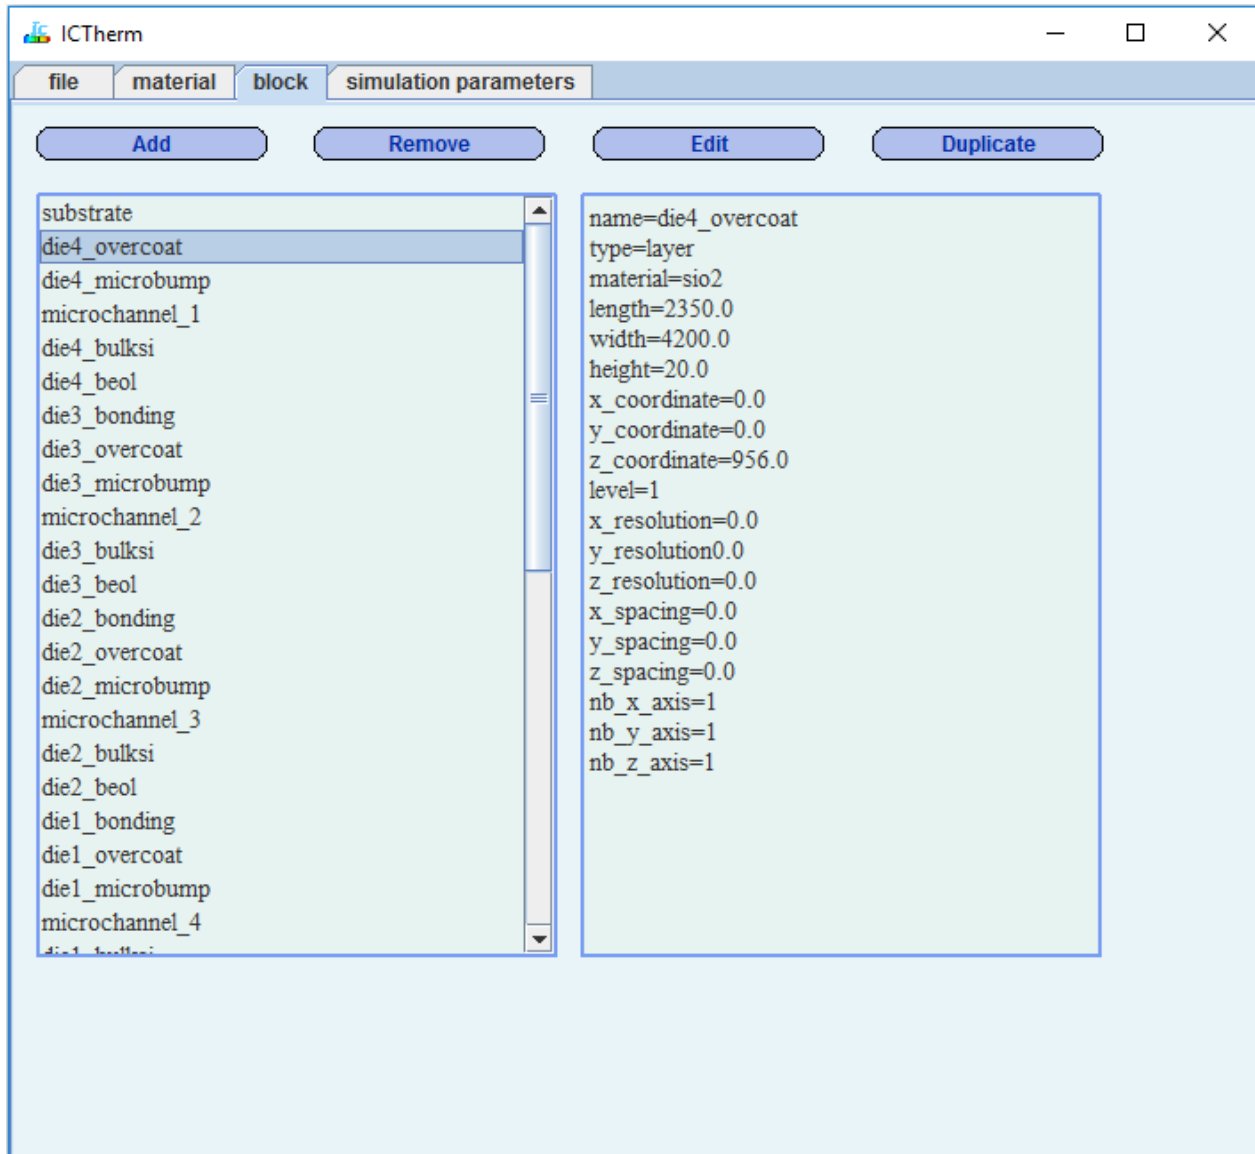 ICTherm
file material block simulation parameters
Add Remove Edit Duplicate
substrate
die4_overcoat
die4_microbump
microchannel_1
die4_bulksi
die4_beol
die3_bonding
die3_overcoat
die3_microbump
microchannel_2
die3_bulksi
die3_beol
die2_bonding
die2_overcoat
die2_microbump
microchannel_3
die2_bulksi
die2_beol
die1_bonding
die1_overcoat
die1_microbump
microchannel_4
die1_bulksi
name=die4_overcoat
type=layer
material=sio2
length=2350.0
width=4200.0
height=20.0
x_coordinate=0.0
y_coordinate=0.0
z_coordinate=956.0
level=1
x_resolution=0.0
y_resolution0.0
z_resolution=0.0
x_spacing=0.0
y_spacing=0.0
z_spacing=0.0
nb_x_axis=1
nb_y_axis=1
nb_z_axis=1